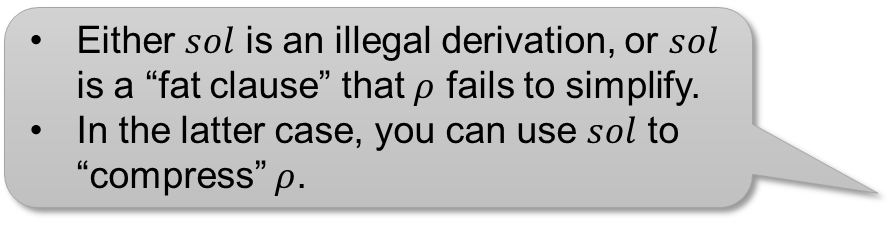 • Either 𝑠𝑜𝑙 is an illegal derivation, or 𝑠𝑜𝑙
is a “fat clause” that 𝜌 fails to simplify.
• In the latter case, you can use 𝑠𝑜𝑙 to
“compress” 𝜌.